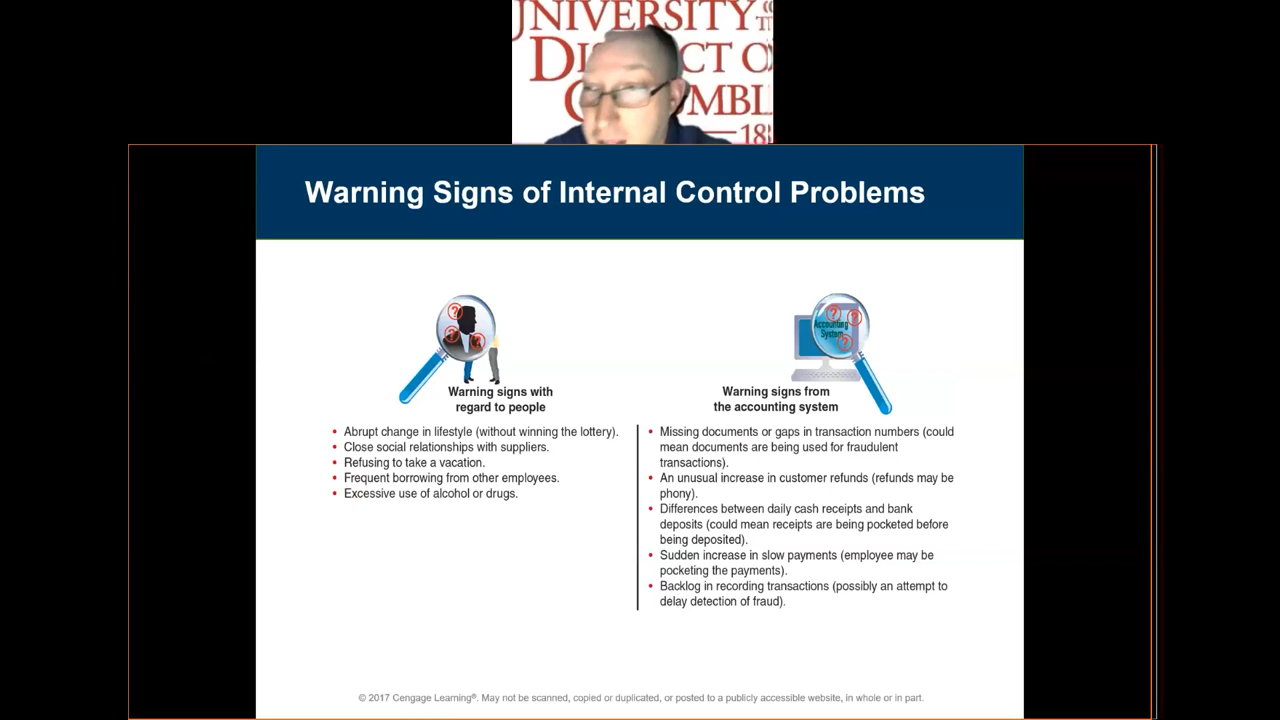 UNIVERSITY
DISTRICT O
MBI
18
Warning Signs of Internal Control Problems
Accounting
System
Warning signs with
regard to people
• Abrupt change in lifestyle (without winning the lottery).
• Close social relationships with suppliers.
• Refusing to take a vacation.
• Frequent borrowing from other employees.
• Excessive use of alcohol or drugs.
Warning signs from
the accounting system
• Missing documents or gaps in transaction numbers (could
mean documents are being used for fraudulent
transactions).
• An unusual increase in customer refunds (refunds may be
phony).
• Differences between daily cash receipts and bank
deposits (could mean receipts are being pocketed before
being deposited).
• Sudden increase in slow payments (employee may be
pocketing the payments).
• Backlog in recording transactions (possibly an attempt to
delay detection of fraud).
© 2017 Cengage Learning®. May not be scanned, copied or duplicated, or posted to a publicly accessible website, in whole or in part.